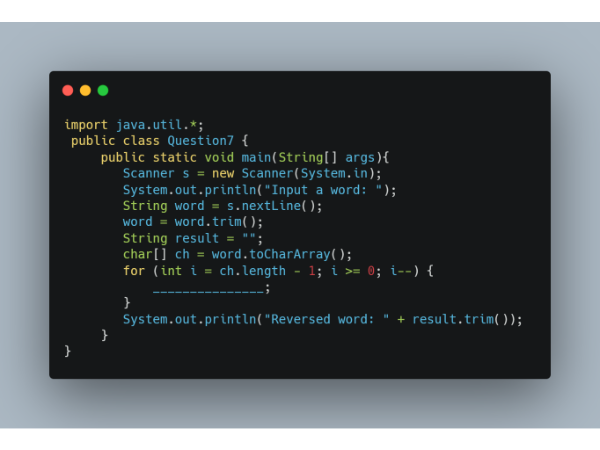 import java.util.*;
public class Question7 {
public static void main(String[] args){
Scanner s = new Scanner(System.in);
System.out.println("Input a word: ");
String word = s.nextLine();
word = word.trim();
String result = "";
char[] ch = word.toCharArray();
for (int i = ch.length - 1; i >= 0; i--) {
_______________;
}
System.out.println("Reversed word: " + result.trim());
}
}